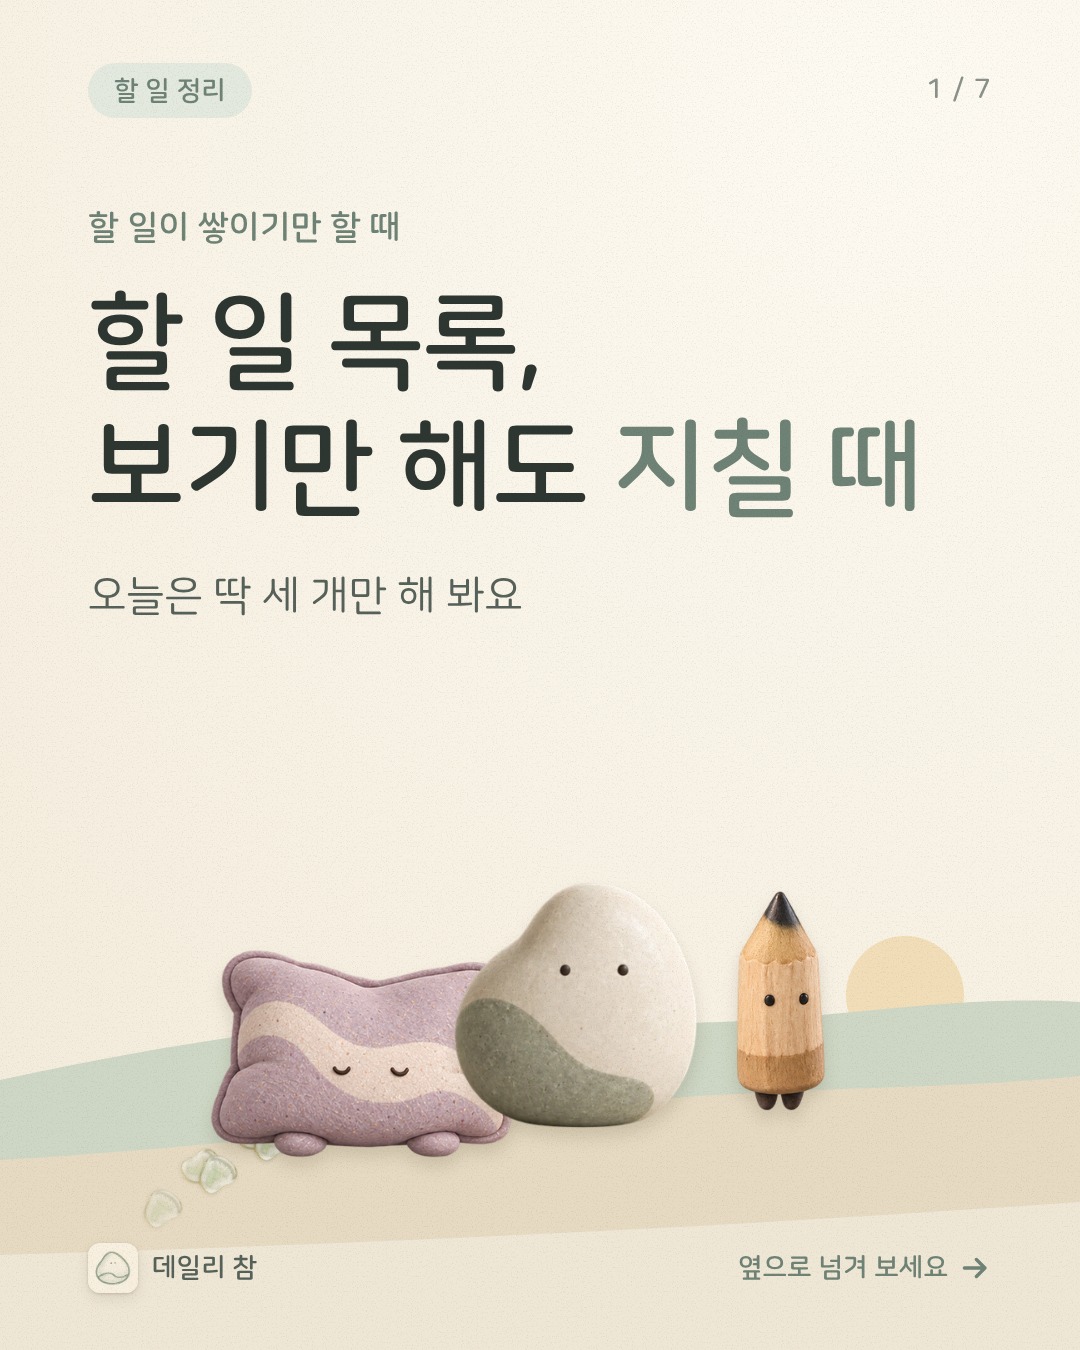 할 일 정리
1 / 7
할 일이 쌓이기만 할 때
할 일 목록,
보기만 해도 지칠 때
오늘은 딱 세 개만 해 봐요
데일리 참
옆으로 넘겨 보세요 →